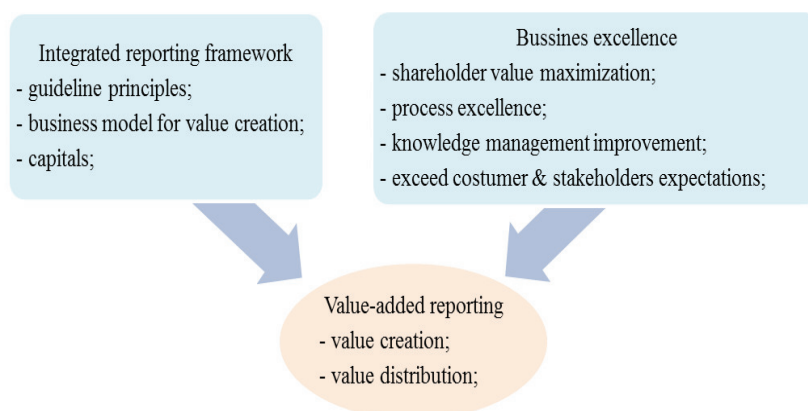 Integrated reporting framework
- guideline principles;
- business model for value creation;
- capitals;
Bussines excellence
- shareholder value maximization;
- process excellence;
- knowledge management improvement;
- exceed costumer & stakeholders expectations;
Value-added reporting
- value creation;
- value distribution;